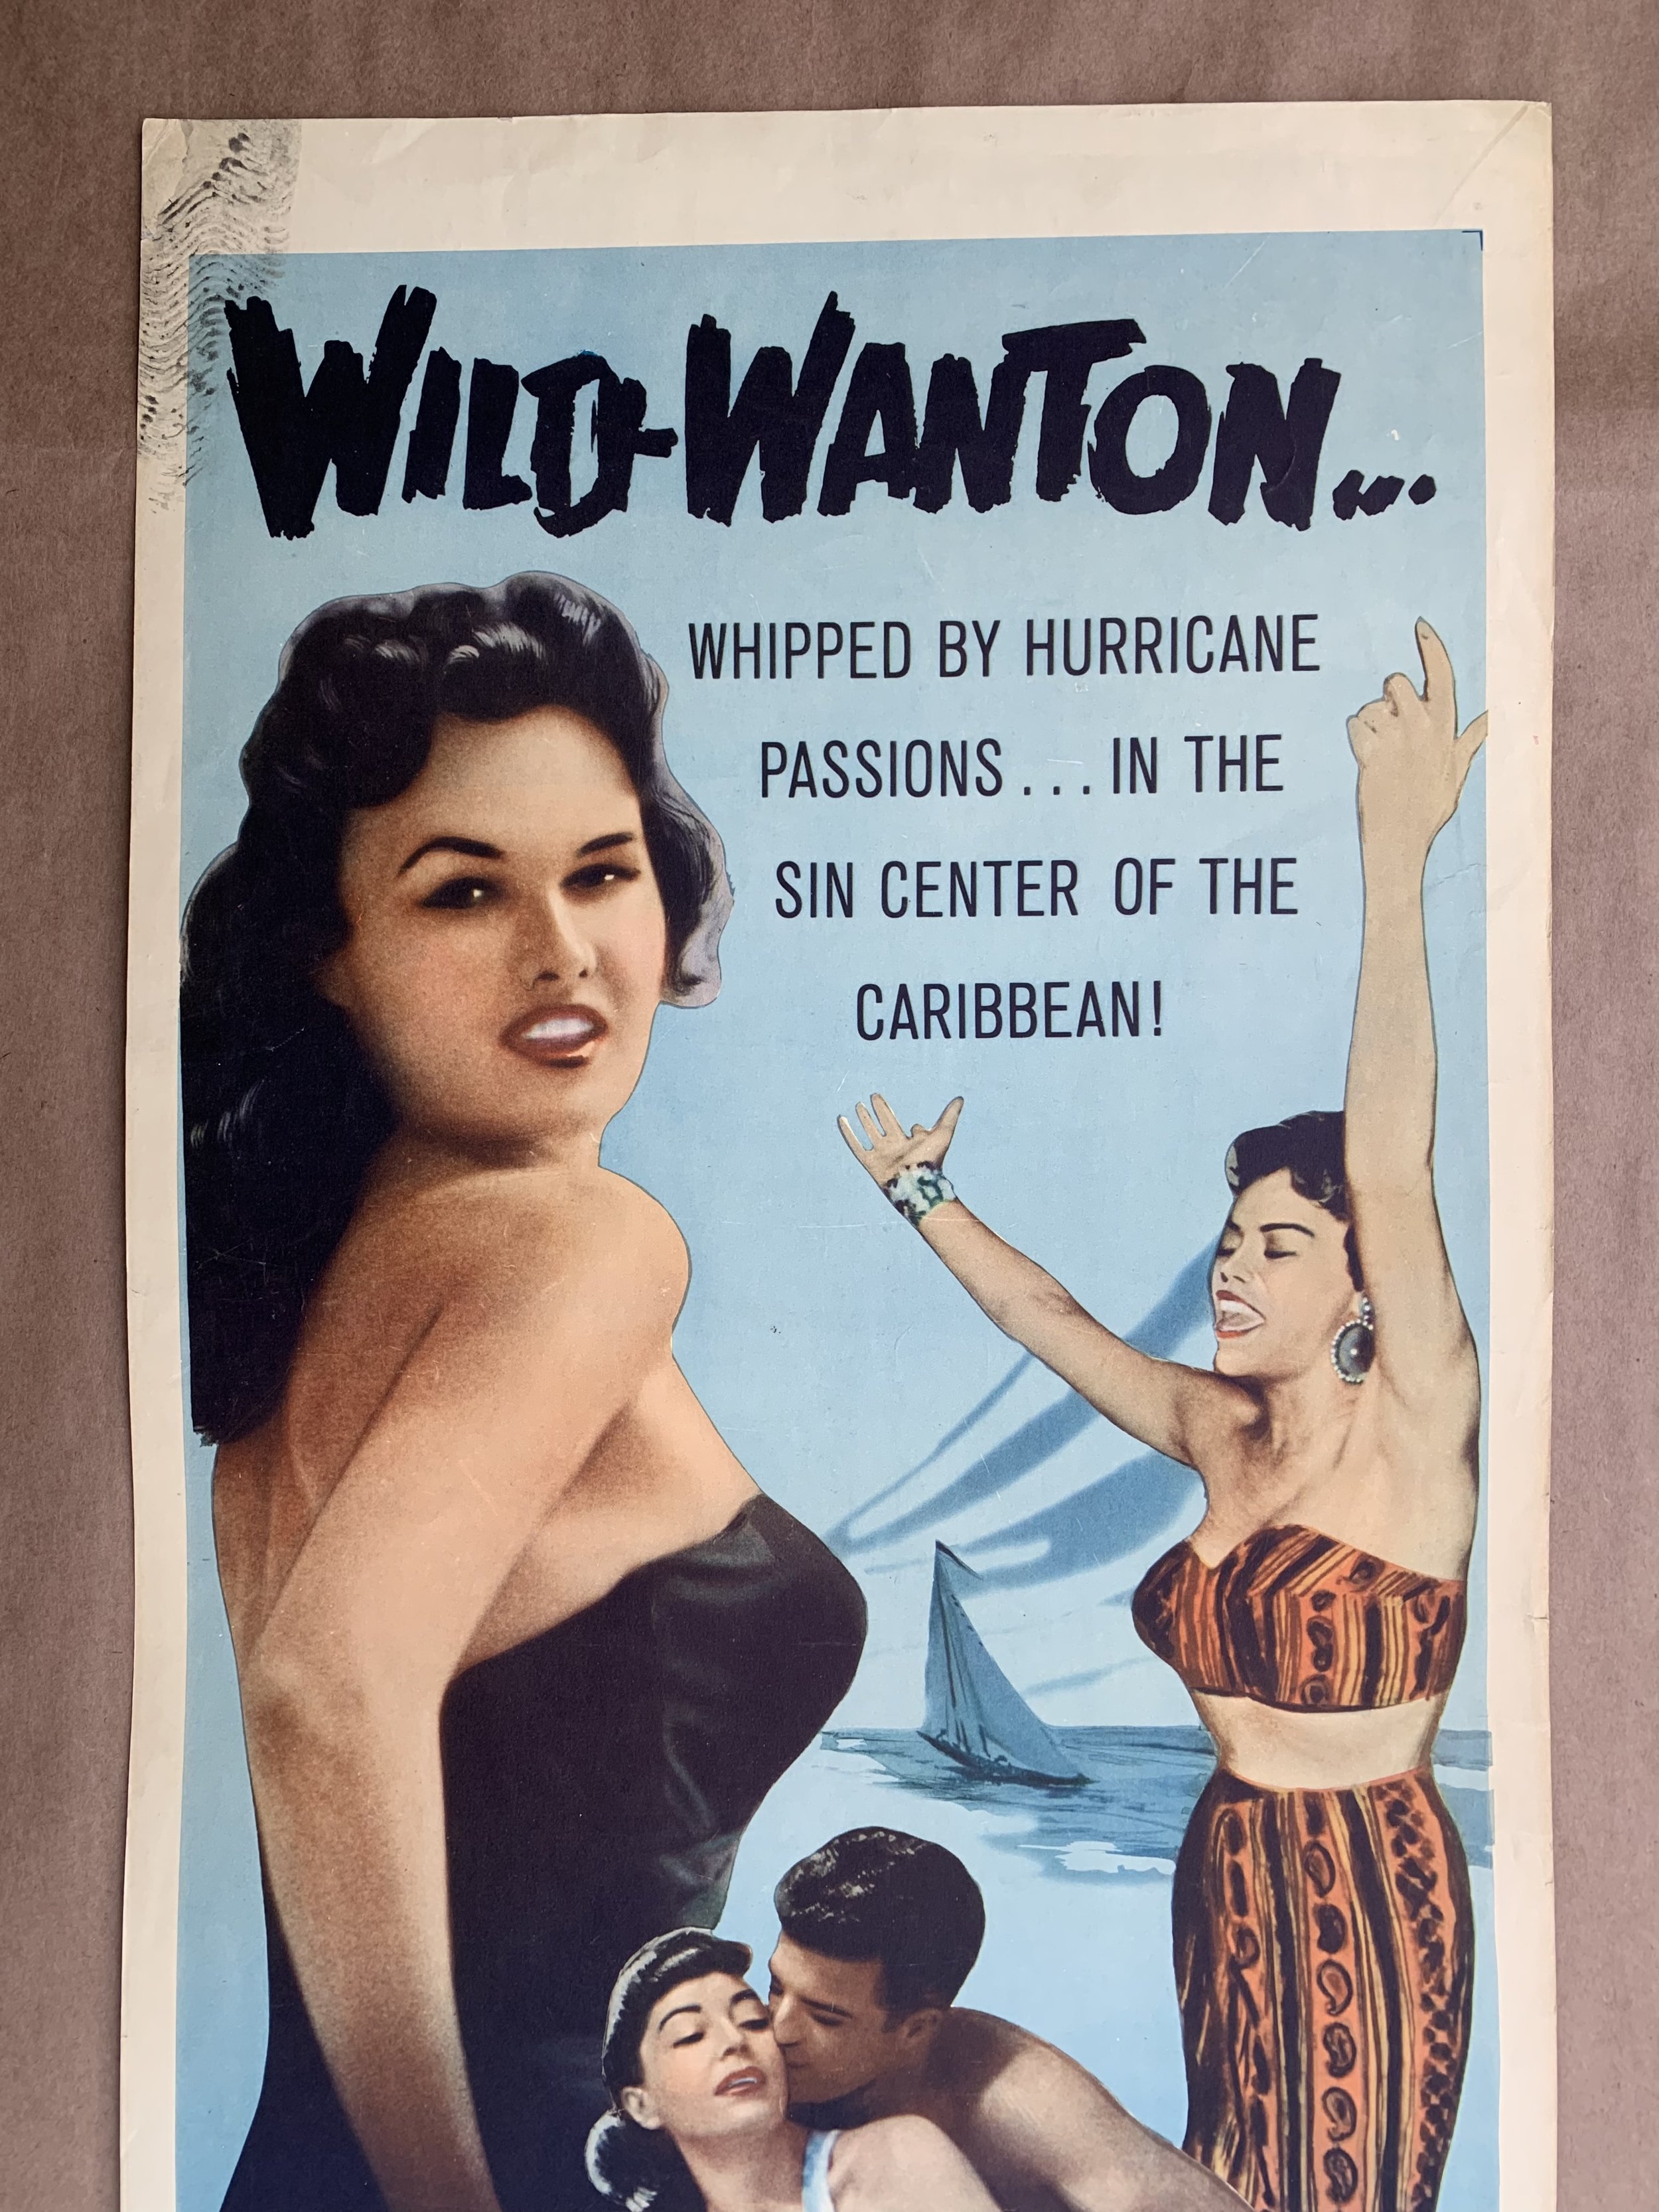 WILD-WANTON...
WHIPPED BY HURRICANE
PASSIONS...IN THE
SIN CENTER OF THE
CARIBBEAN!